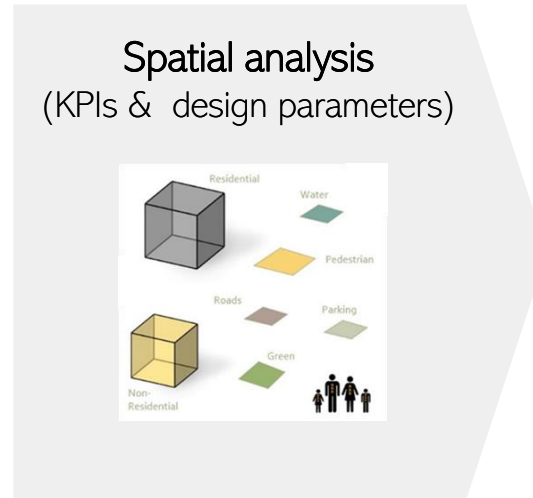 Spatial analysis
(KPIs & design parameters)
Residential
Water
Pedestrian
Roads
Parking
Green
Non-
Residential